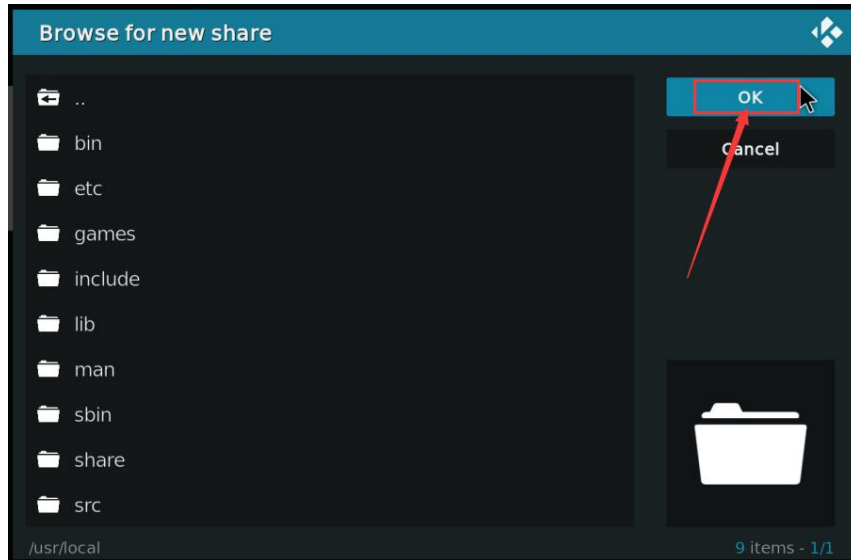 Browse for new share
..
OK
bin
Cancel
etc
games
include
lib
man
sbin
share
src
/usr/local
9 items - 1/1